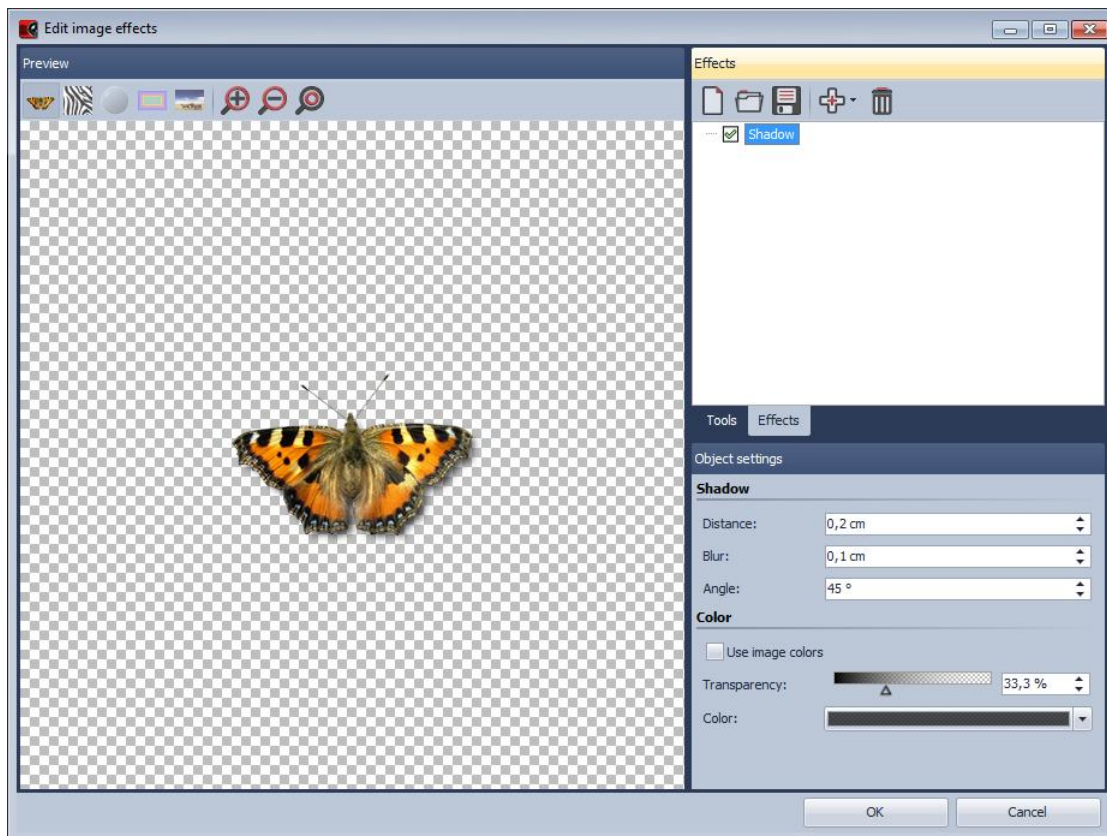 Edit image effects
Preview
Effects
Shadow
Tools Effects
Object settings
Shadow
Distance: 0,2 cm
Blur: 0,1 cm
Angle: 45 °
Color
Use image colors
Transparency: 33,3 %
Color:
OK Cancel